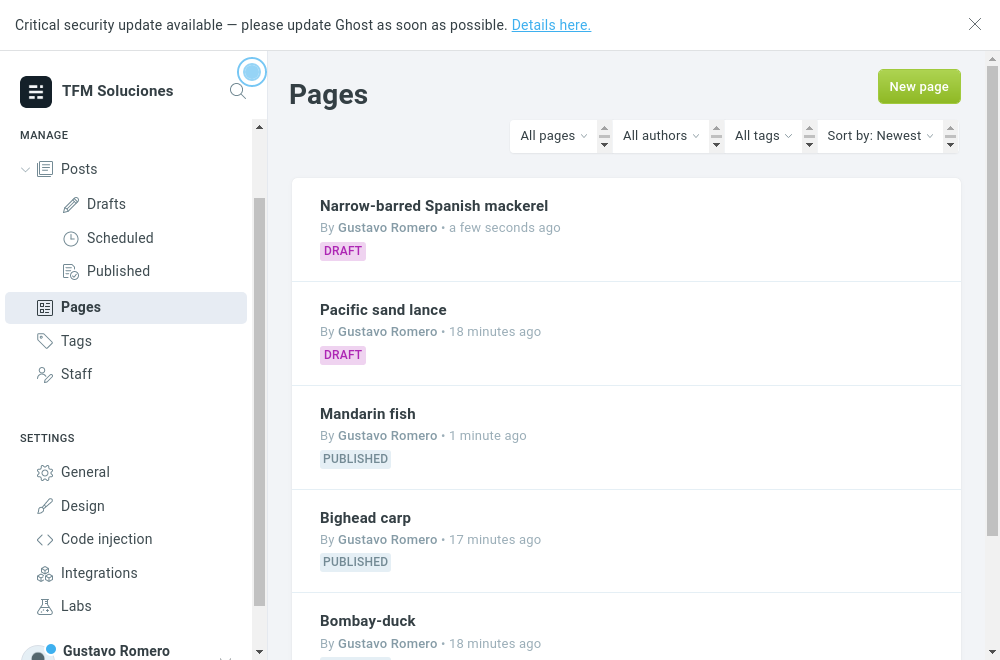 Critical security update available — please update Ghost as soon as possible. Details here.
TFM Soluciones
MANAGE
Posts
Drafts
Scheduled
Published
Pages
Tags
Staff
SETTINGS
General
Design
Code injection
Integrations
Labs
Gustavo Romero
Pages
New page
All pages
All authors
All tags
Sort by: Newest
Narrow-barred Spanish mackerel
By Gustavo Romero • a few seconds ago
DRAFT
Pacific sand lance
By Gustavo Romero • 18 minutes ago
DRAFT
Mandarin fish
By Gustavo Romero • 1 minute ago
PUBLISHED
Bighead carp
By Gustavo Romero • 17 minutes ago
PUBLISHED
Bombay-duck
By Gustavo Romero • 18 minutes ago